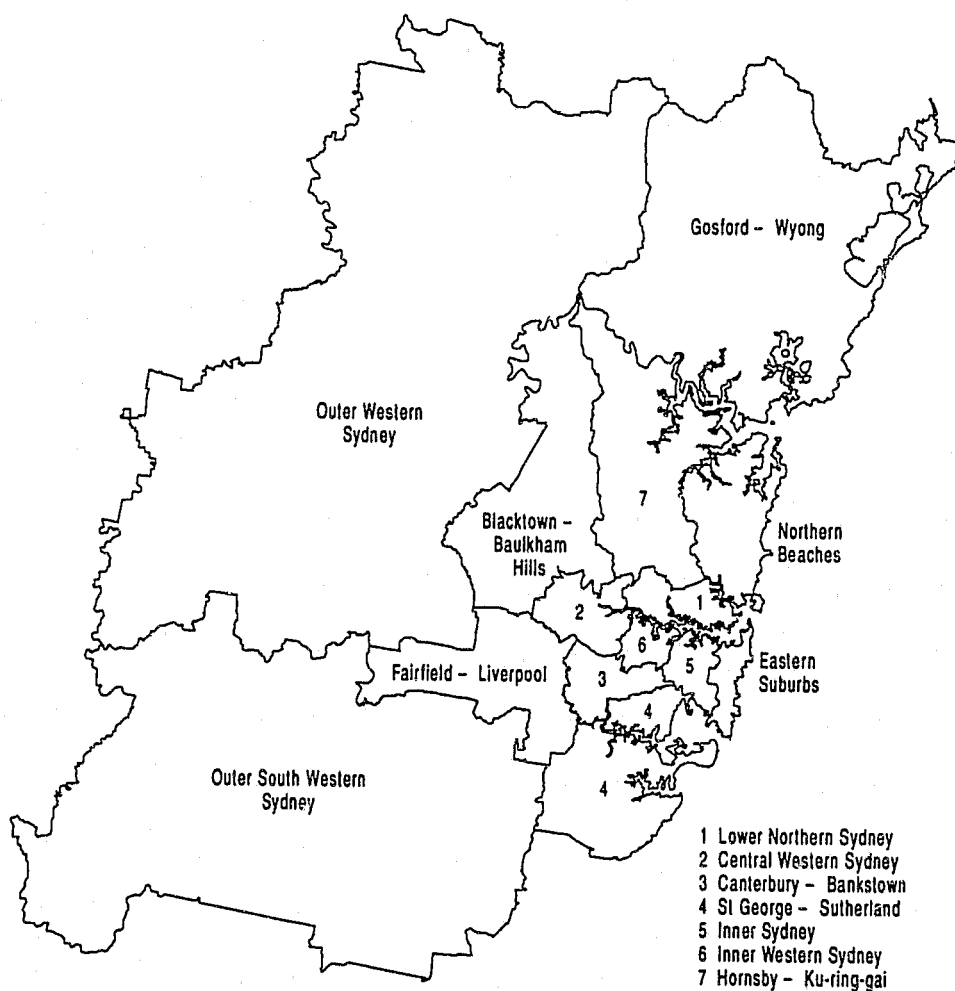 Gosford – Wyong
Outer Western
Sydney
7
Blacktown –
Baulkham
Hills
Northern
Beaches
1
2
6
5
Fairfield – Liverpool
3
Eastern
Suburbs
4
Outer South Western
Sydney
4
1 Lower Northern Sydney
2 Central Western Sydney
3 Canterbury – Bankstown
4 St George – Sutherland
5 Inner Sydney
6 Inner Western Sydney
7 Hornsby – Ku-ring-gai